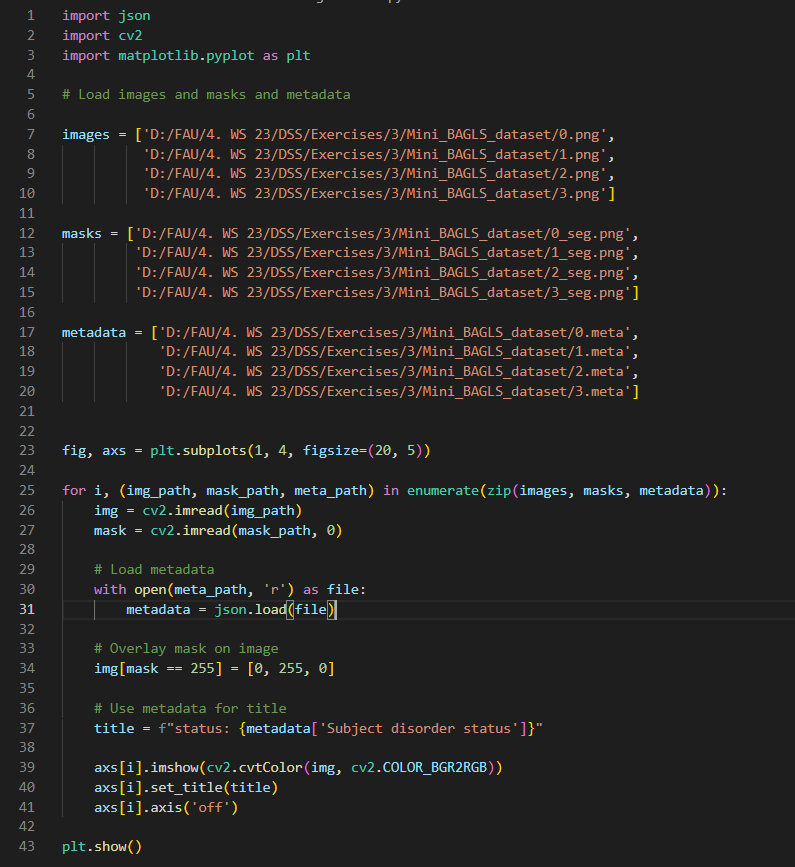 1 import json
2 import cv2
3 import matplotlib.pyplot as plt
4
5 # Load images and masks and metadata
6
7 images = ['D:/FAU/4. WS 23/DSS/Exercises/3/Mini_BAGLS_dataset/0.png',
8 'D:/FAU/4. WS 23/DSS/Exercises/3/Mini_BAGLS_dataset/1.png',
9 'D:/FAU/4. WS 23/DSS/Exercises/3/Mini_BAGLS_dataset/2.png',
10 'D:/FAU/4. WS 23/DSS/Exercises/3/Mini_BAGLS_dataset/3.png']
11
12 masks = ['D:/FAU/4. WS 23/DSS/Exercises/3/Mini_BAGLS_dataset/0_seg.png',
13 'D:/FAU/4. WS 23/DSS/Exercises/3/Mini_BAGLS_dataset/1_seg.png',
14 'D:/FAU/4. WS 23/DSS/Exercises/3/Mini_BAGLS_dataset/2_seg.png',
15 'D:/FAU/4. WS 23/DSS/Exercises/3/Mini_BAGLS_dataset/3_seg.png']
16
17 metadata = ['D:/FAU/4. WS 23/DSS/Exercises/3/Mini_BAGLS_dataset/0.meta',
18 'D:/FAU/4. WS 23/DSS/Exercises/3/Mini_BAGLS_dataset/1.meta',
19 'D:/FAU/4. WS 23/DSS/Exercises/3/Mini_BAGLS_dataset/2.meta',
20 'D:/FAU/4. WS 23/DSS/Exercises/3/Mini_BAGLS_dataset/3.meta']
21
22
23 fig, axs = plt.subplots(1, 4, figsize=(20, 5))
24
25 for i, (img_path, mask_path, meta_path) in enumerate(zip(images, masks, metadata)):
26 img = cv2.imread(img_path)
27 mask = cv2.imread(mask_path, 0)
28
29 # Load metadata
30 with open(meta_path, 'r') as file:
31 metadata = json.load(file)
32
33 # Overlay mask on image
34 img[mask == 255] = [0, 255, 0]
35
36 # Use metadata for title
37 title = f"status: {metadata['Subject disorder status']}"
38
39 axs[i].imshow(cv2.cvtColor(img, cv2.COLOR_BGR2RGB))
40 axs[i].set_title(title)
41 axs[i].axis('off')
42
43 plt.show()